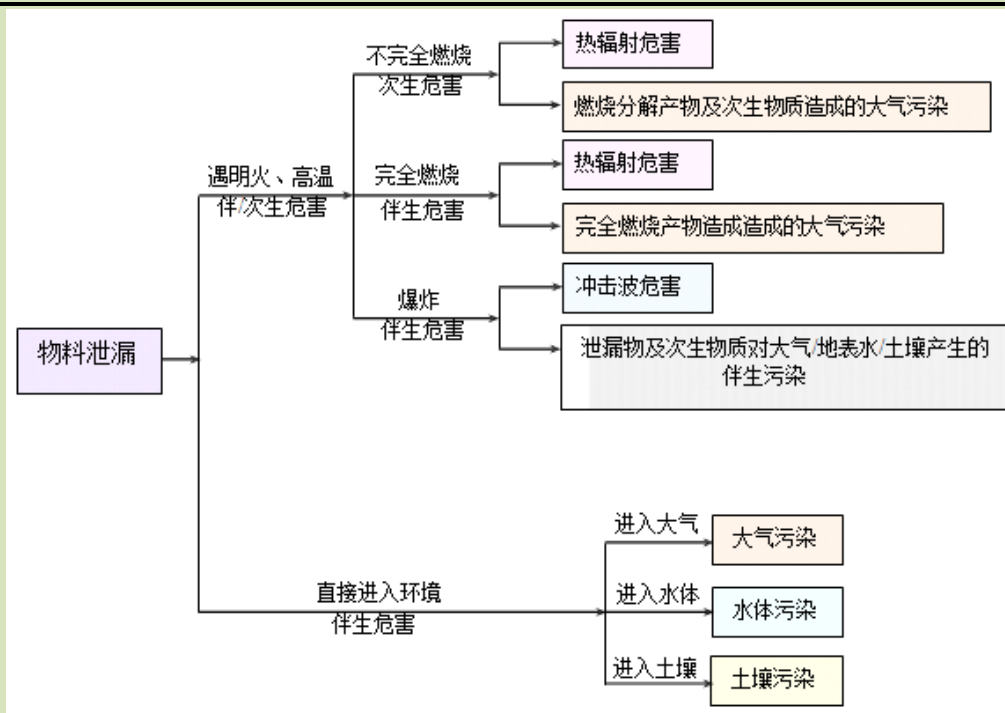 不完全燃烧
次生危害
热辐射危害
燃烧分解产物及次生物质造成的大气污染
遇明火、高温
伴/次生危害
完全燃烧
伴生危害
热辐射危害
完全燃烧产物造成造成的大气污染
爆炸
伴生危害
冲击波危害
泄漏物及次生物质对大气/地表水/土壤产生的
伴生污染
物料泄漏
直接进入环境
伴生危害
进入大气
大气污染
进入水体
水体污染
进入土壤
土壤污染